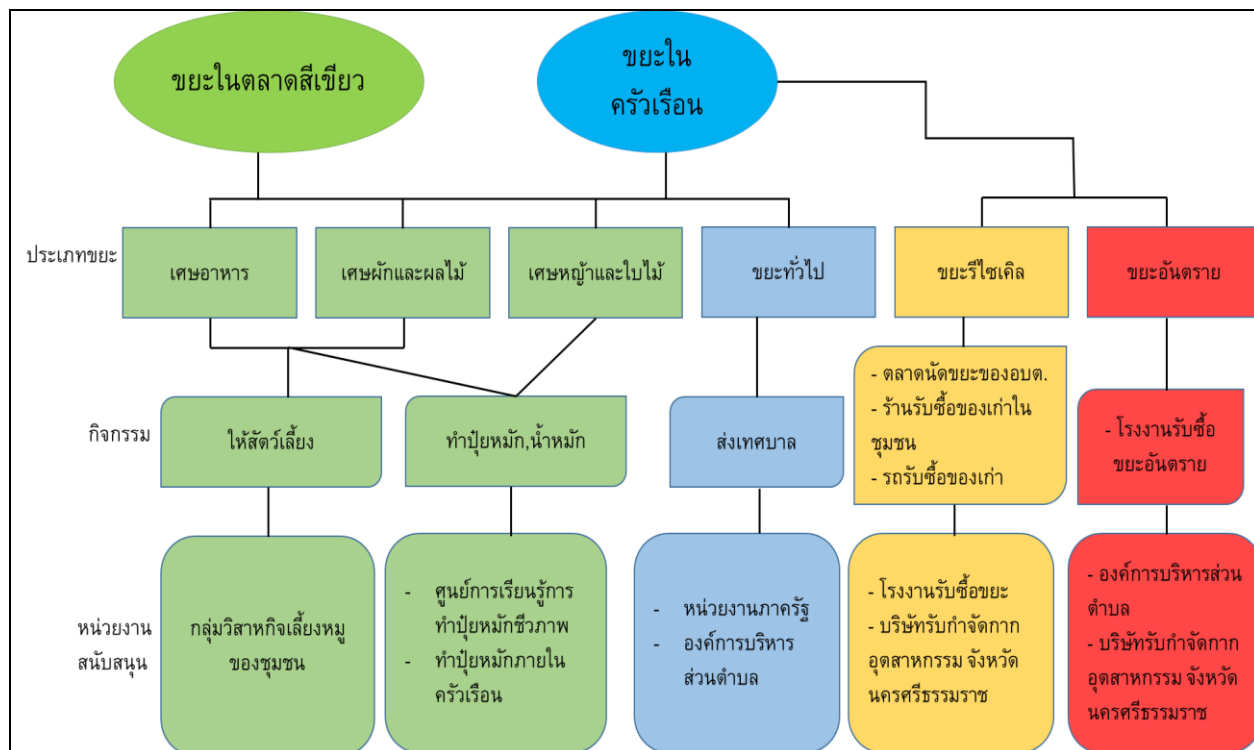 ขยะในตลาดสีเขียว
ขยะใน
ครัวเรือน
ประเภทขยะ
เศษอาหาร
เศษผักและผลไม้
เศษหญ้าและใบไม้
ขยะทั่วไป
ขยะรีไซเคิล
ขยะอันตราย
กิจกรรม
ให้สัตว์เลี้ยง
ทำปุ๋ยหมัก,น้ำหมัก
ส่งเทศบาล
- ตลาดนัดขยะของอบต.
- ร้านรับซื้อของเก่าใน
ชุมชน
- รถรับซื้อของเก่า
- โรงงานรับซื้อ
ขยะอันตราย
หน่วยงาน
สนับสนุน
กลุ่มวิสาหกิจเลี้ยงหมู
ของชุมชน
- ศูนย์การเรียนรู้การ
ทำปุ๋ยหมักชีวภาพ
- ทำปุ๋ยหมักภายใน
ครัวเรือน
- หน่วยงานภาครัฐ
- องค์การบริหาร
ส่วนตำบล
- โรงงานรับซื้อขยะ
- บริษัทรับกำจัดกาก
อุตสาหกรรม จังหวัด
นครศรีธรรมราช
- องค์การบริหารส่วน
ตำบล
- บริษัทรับกำจัดกาก
อุตสาหกรรม จังหวัด
นครศรีธรรมราช